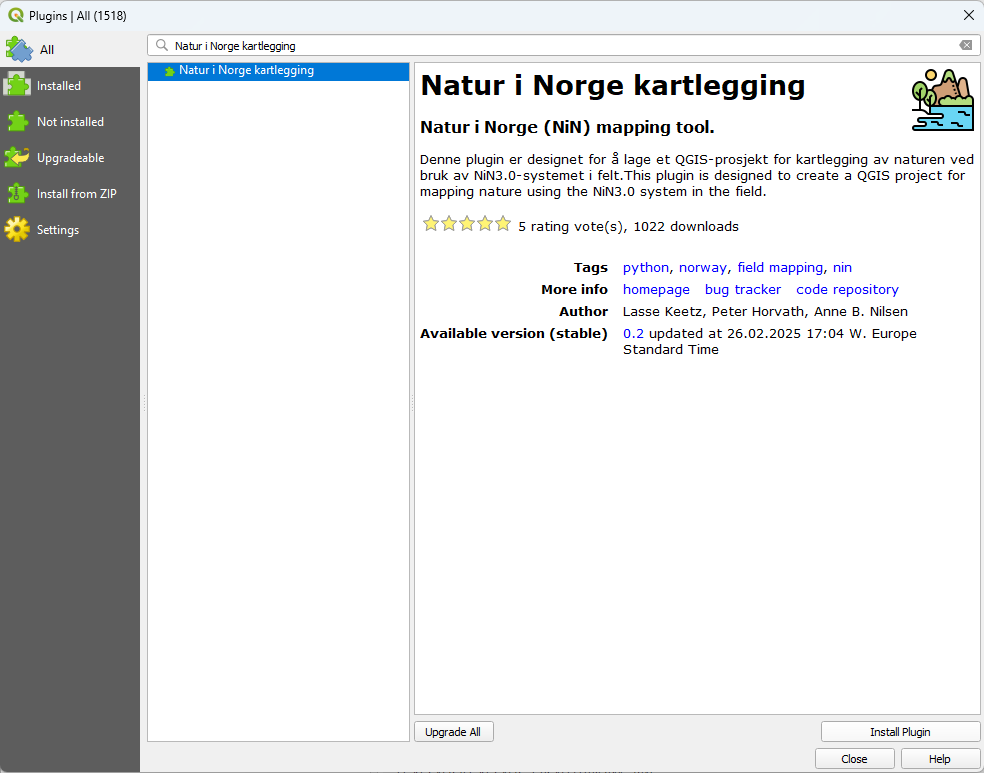 Plugins | All (1518)
All
Installed
Not installed
Upgradeable
Install from ZIP
Settings
Natur i Norge kartlegging
Natur i Norge kartlegging
Natur i Norge kartlegging
Natur i Norge (NiN) mapping tool.
Denne plugin er designet for å lage et QGIS-prosjekt for kartlegging av naturen ved
bruk av NiN3.0-systemet i felt.This plugin is designed to create a QGIS project for
mapping nature using the NiN3.0 system in the field.
5 rating vote(s), 1022 downloads
Tags python, norway, field mapping, nin
More info homepage bug tracker code repository
Author Lasse Keetz, Peter Horvath, Anne B. Nilsen
Available version (stable) 0.2 updated at 26.02.2025 17:04 W. Europe
Standard Time
Upgrade All
Install Plugin
Close
Help